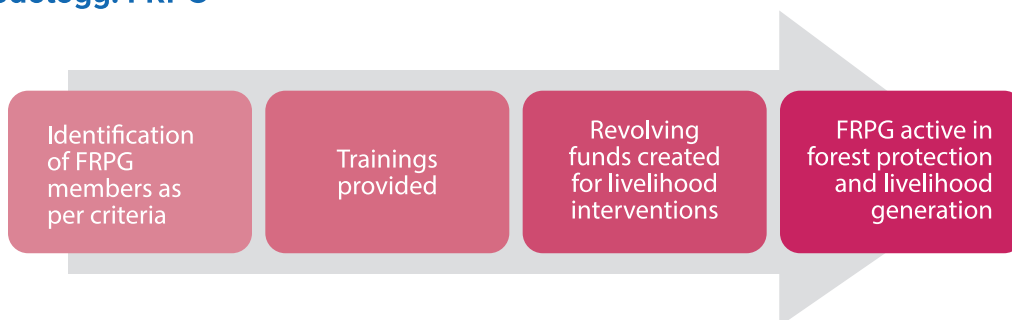 Identification
of FRPG
members as
per criteria
Trainings
provided
Revolving
funds created
for livelihood
interventions
FRPG active in
forest protection
and livelihood
generation